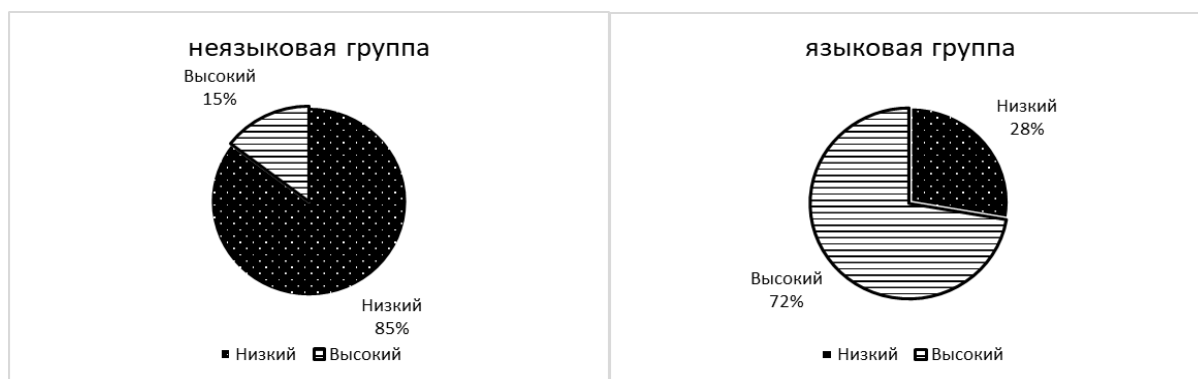 неязыковая группа
Высокий
15%
Низкий
85%
Низкий Высокий
языковая группа
Низкий
28%
Высокий
72%
Низкий Высокий